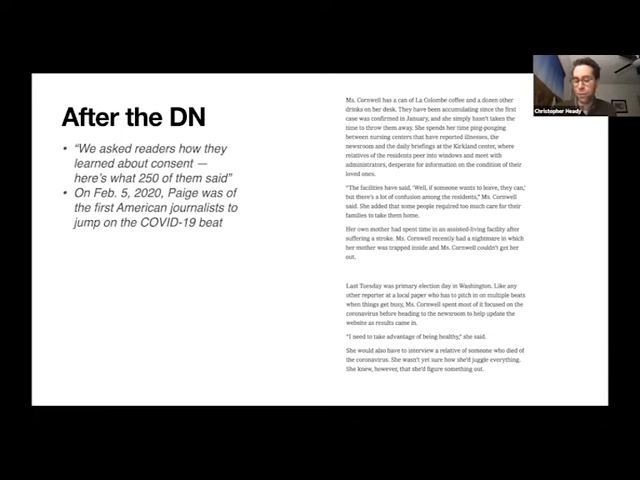 After the DN
• "We asked readers how they
learned about consent —
here's what 250 of them said"
• On Feb. 5, 2020, Paige was of
the first American journalists to
jump on the COVID-19 beat
Ms. Cornwell has a can of La Colombe coffee and a dozen other
drinks on her desk. They have been accumulating since the first
case was confirmed in January, and she simply hasn't taken the
time to throw them away. She spends her time ping-ponging
between nursing centers that have reported illnesses, the
newsroom and the daily briefings at the Kirkland center, where
relatives of the residents peer into windows and meet with
administrators, desperate for information on the condition of their
loved ones.
"The facilities have said, 'Well, if someone wants to leave, they can,'
but there's a lot of confusion among the residents," Ms. Cornwell
said. She added that some people required too much care for their
families to take them home.
Her own mother had spent time in an assisted-living facility after
suffering a stroke. Ms. Cornwell recently had a nightmare in which
her mother was trapped inside and Ms. Cornwell couldn't get her
out.
Last Tuesday was primary election day in Washington. Like any
other reporter at a local paper who has to pitch in on multiple beats
when things get busy, Ms. Cornwell spent most of it focused on the
coronavirus before heading to the newsroom to help update the
website as results came in.
"I need to take advantage of being healthy," she said.
She would also have to interview a relative of someone who died of
the coronavirus. She wasn't yet sure how she'd juggle everything.
She knew, however, that she'd figure something out.
Christopher Heady